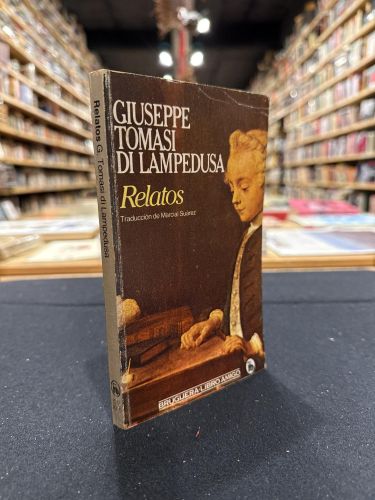 GIUSEPPE
TOMASI
DI LAMPEDUSA
Relatos
Traducción de Marcial Suárez
BRUGUERA·LIBRO AMIGO
Relatos G. Tomasi di Lampedusa